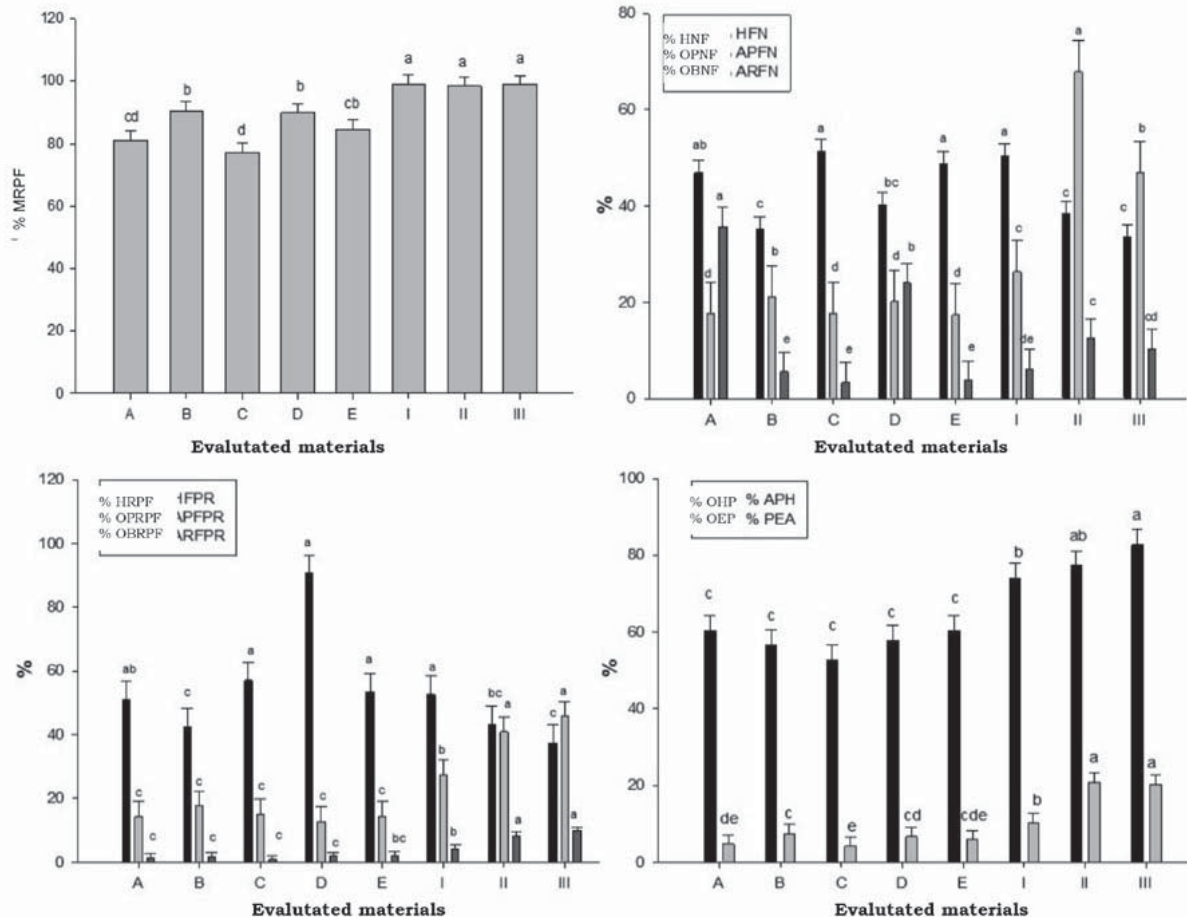 120
100
80
60
40
20
0
% MRPF
cd
b
d
b
cb
a
a
a
A B C D E I II III
Evalutated materials
80
60
40
20
0
%
% HNF HFN
% OPNF APFN
% OBNF ARFN
ab
d
a
c
b
e
a
d
e
bc
d
b
a
d
e
a
c
de
c
a
c
c
b
cd
A B C D E I II III
Evalutated materials
120
100
80
60
40
20
0
%
% HRPF HFPR
% OPRPF APFPR
% OBRPF ARFPR
ab
c
c
c
c
c
a
c
c
a
c
c
a
c
bc
a
b
b
bc
a
a
c
a
a
A B C D E I II III
Evalutated materials
100
80
60
40
20
0
%
% OHP % APH
% OEP % PEA
c
de
c
c
c
e
c
cd
c
cde
b
b
ab
a
a
a
A B C D E I II III
Evalutated materials